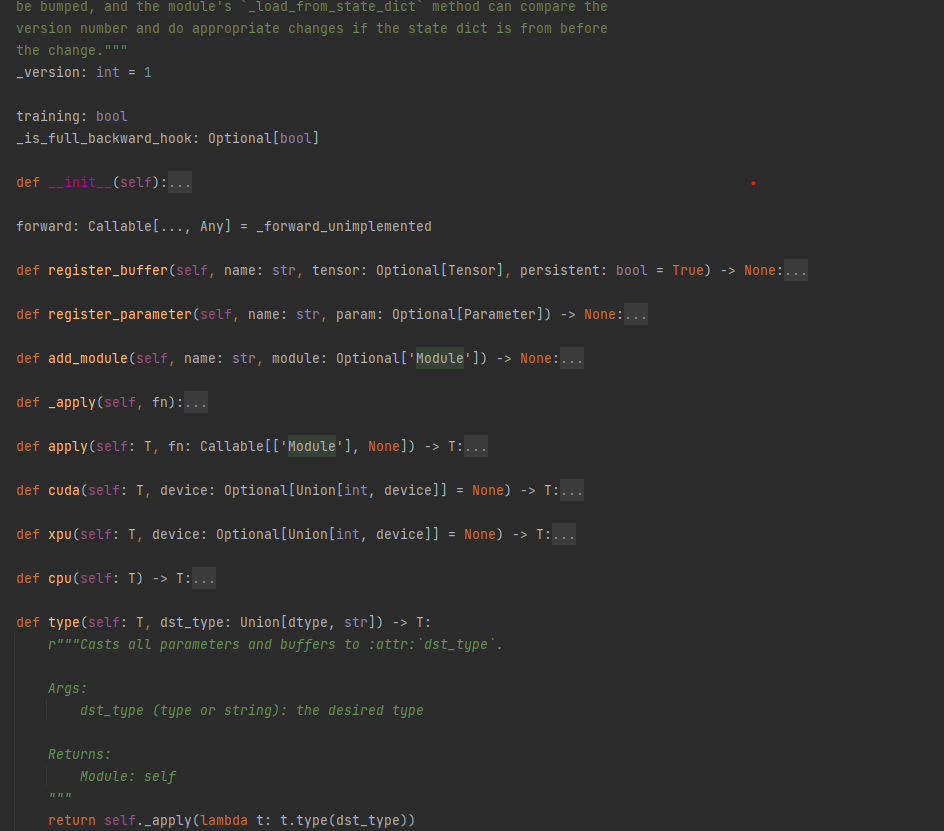 be bumped, and the module's `_load_from_state_dict` method can compare the
version number and do appropriate changes if the state dict is from before
the change."""
_version: int = 1
training: bool
_is_full_backward_hook: Optional[bool]
def __init__(self):...
forward: Callable[..., Any] = _forward_unimplemented
def register_buffer(self, name: str, tensor: Optional[Tensor], persistent: bool = True) -> None:...
def register_parameter(self, name: str, param: Optional[Parameter]) -> None:...
def add_module(self, name: str, module: Optional['Module']) -> None:...
def _apply(self, fn):...
def apply(self: T, fn: Callable[['Module'], None]) -> T:...
def cuda(self: T, device: Optional[Union[int, device]] = None) -> T:...
def xpu(self: T, device: Optional[Union[int, device]] = None) -> T:...
def cpu(self: T) -> T:...
def type(self: T, dst_type: Union[dtype, str]) -> T:
r"""Casts all parameters and buffers to :attr:`dst_type`.
Args:
dst_type (type or string): the desired type
Returns:
Module: self
"""
return self._apply(lambda t: t.type(dst_type))